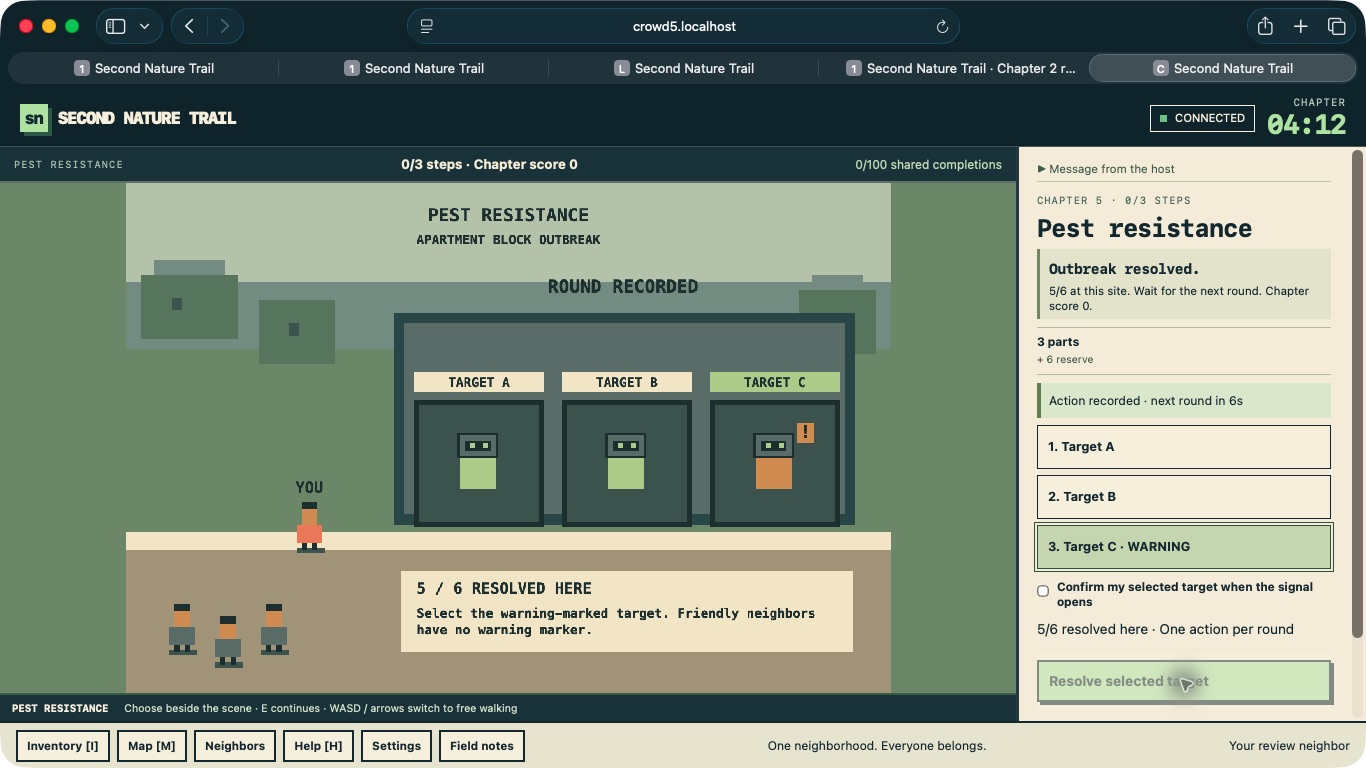 crowd5.localhost
1 Second Nature Trail
1 Second Nature Trail
L Second Nature Trail
1 Second Nature Trail · Chapter 2 r...
C Second Nature Trail
sn SECOND NATURE TRAIL
CONNECTED
CHAPTER
04:12
PEST RESISTANCE
0/3 steps · Chapter score 0
0/100 shared completions
PEST RESISTANCE
APARTMENT BLOCK OUTBREAK
ROUND RECORDED
TARGET A
TARGET B
TARGET C
!
YOU
5 / 6 RESOLVED HERE
Select the warning-marked target. Friendly neighbors
have no warning marker.
PEST RESISTANCE Choose beside the scene · E continues · WASD / arrows switch to free walking
Message from the host
CHAPTER 5 · 0/3 STEPS
Pest resistance
Outbreak resolved.
5/6 at this site. Wait for the next round. Chapter
score 0.
3 parts
+ 6 reserve
Action recorded · next round in 6s
1. Target A
2. Target B
3. Target C · WARNING
Confirm my selected target when the signal
opens
5/6 resolved here · One action per round
Resolve selected target
Inventory [I]
Map [M]
Neighbors
Help [H]
Settings
Field notes
One neighborhood. Everyone belongs.
Your review neighbor